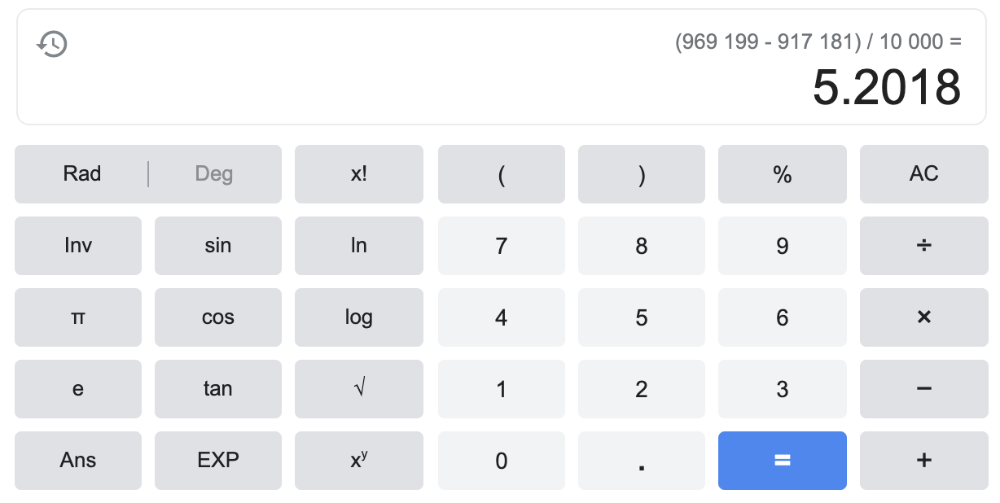 (969 199 - 917 181) / 10 000 =
5.2018
Rad | Deg x! ( ) % AC
Inv sin ln 7 8 9 ÷
π cos log 4 5 6 ×
e tan √ 1 2 3 −
Ans EXP xʸ 0 . = +